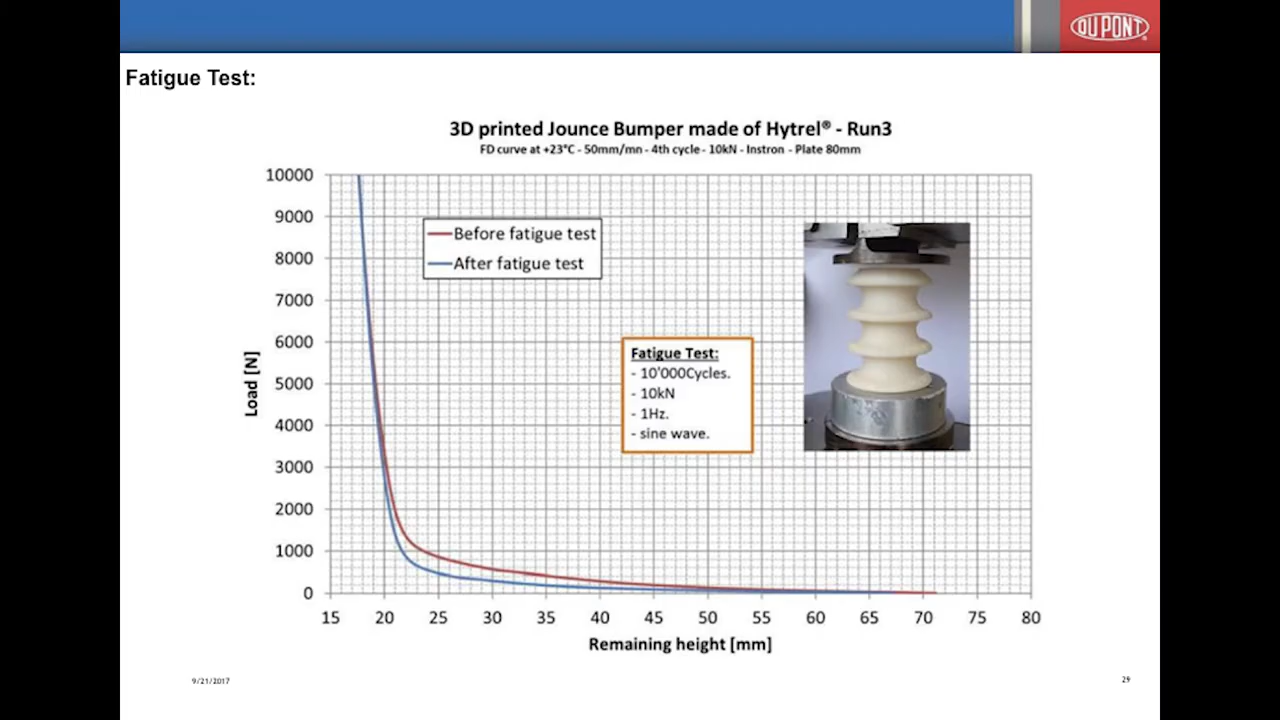 DU PONT
Fatigue Test:
3D printed Jounce Bumper made of Hytrel® - Run3
FD curve at +23°C - 50mm/mn - 4th cycle - 10kN - Instron - Plate 80mm
10000
9000
8000
7000
6000
5000
4000
3000
2000
1000
0
Load [N]
Before fatigue test
After fatigue test
Fatigue Test:
- 10'000Cycles.
- 10kN
- 1Hz.
- sine wave.
15 20 25 30 35 40 45 50 55 60 65 70 75 80
Remaining height [mm]
9/21/2017
29